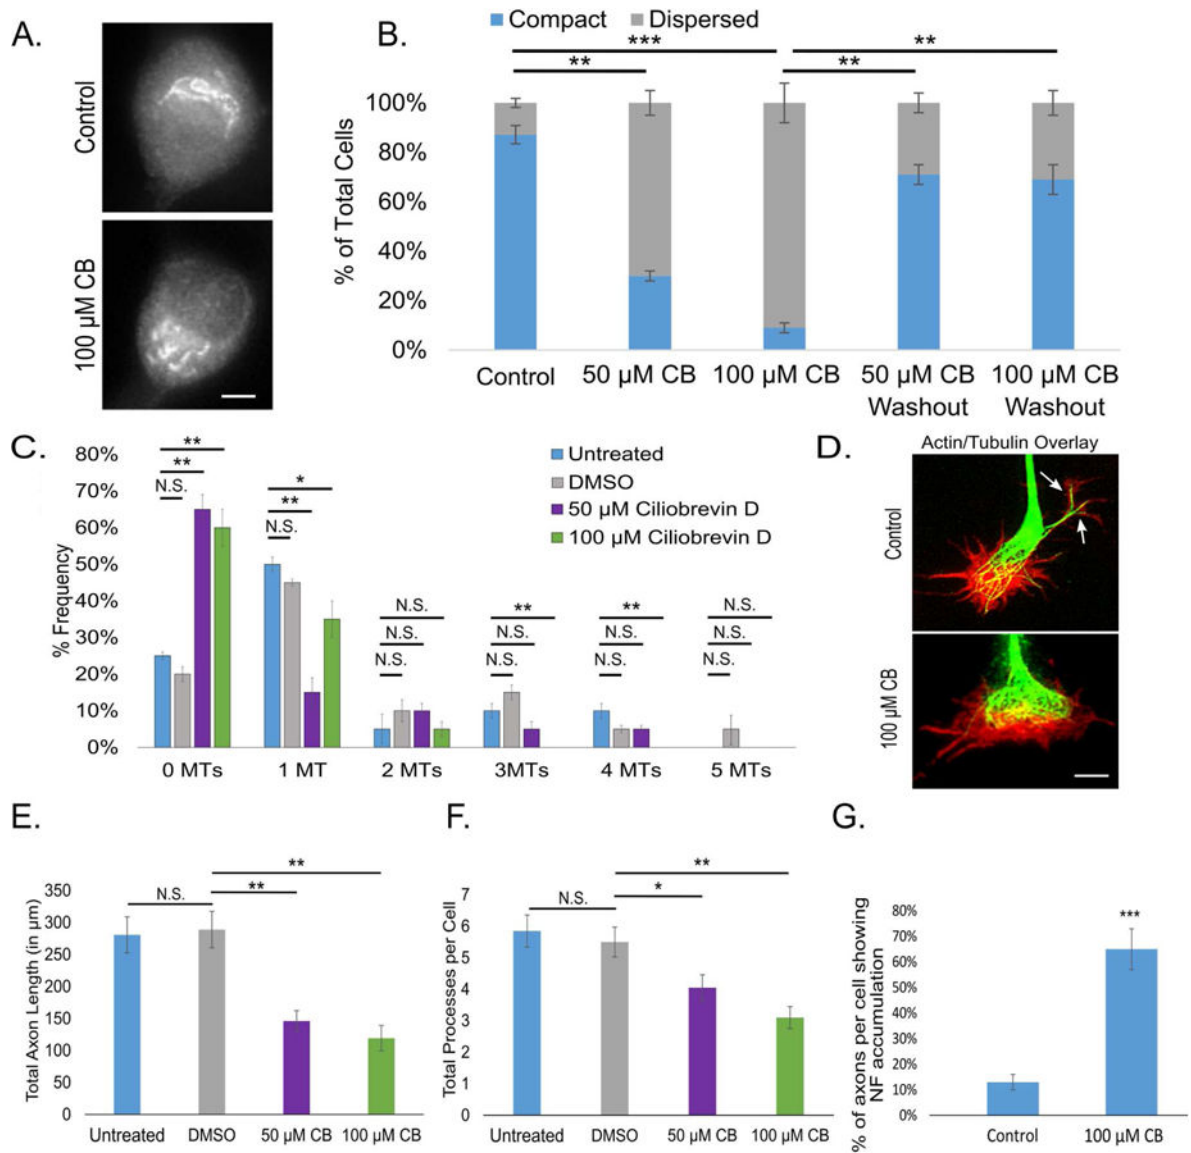 A.
Control
100 µM CB
B.
Compact Dispersed
***
**
**
**
% of Total Cells
100%
80%
60%
40%
20%
0%
Control
50 µM CB
100 µM CB
50 µM CB
Washout
100 µM CB
Washout
C.
% Frequency
80%
70%
60%
50%
40%
30%
20%
10%
0%
**
**
N.S.
*
**
N.S.
N.S.
N.S.
N.S.
**
N.S.
N.S.
**
N.S.
N.S.
N.S.
N.S.
N.S.
Untreated
DMSO
50 µM Ciliobrevin D
100 µM Ciliobrevin D
0 MTs
1 MT
2 MTs
3MTs
4 MTs
5 MTs
D.
Actin/Tubulin Overlay
Control
100 µM CB
E.
Total Axon Length (in µm)
350
300
250
200
150
100
50
0
N.S.
**
**
Untreated
DMSO
50 µM CB
100 µM CB
F.
Total Processes per Cell
7
6
5
4
3
2
1
0
N.S.
*
**
Untreated
DMSO
50 µM CB
100 µM CB
G.
% of axons per cell showing
NF accumulation
80%
70%
60%
50%
40%
30%
20%
10%
0%
***
Control
100 µM CB